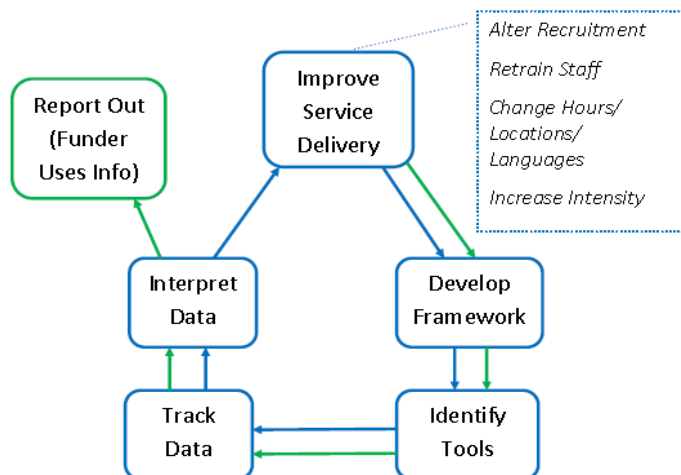 Alter Recruitment
Retrain Staff
Change Hours/
Locations/
Languages
Increase Intensity
Improve
Service
Delivery
Report Out
(Funder
Uses Info)
Interpret
Data
Develop
Framework
Track
Data
Identify
Tools